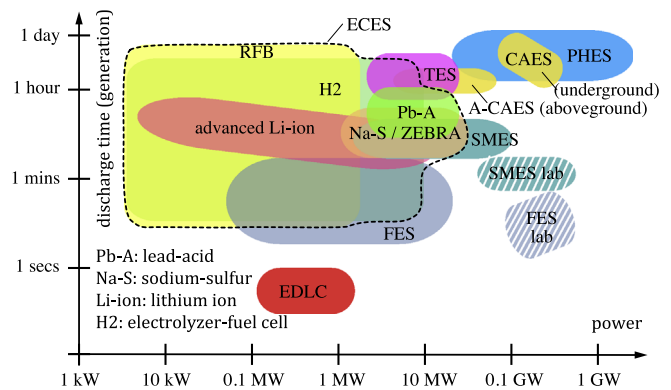 1 day
1 hour
1 mins
1 secs
discharge time (generation)
ECES
RFB
H2
TES
CAES
PHES
(underground)
A-CAES (aboveground)
advanced Li-ion
Pb-A
Na-S / ZEBRA
SMES
SMES lab
FES
FES
lab
EDLC
Pb-A: lead-acid
Na-S: sodium-sulfur
Li-ion: lithium ion
H2: electrolyzer-fuel cell
power
1 kW
10 kW
0.1 MW
1 MW
10 MW
0.1 GW
1 GW